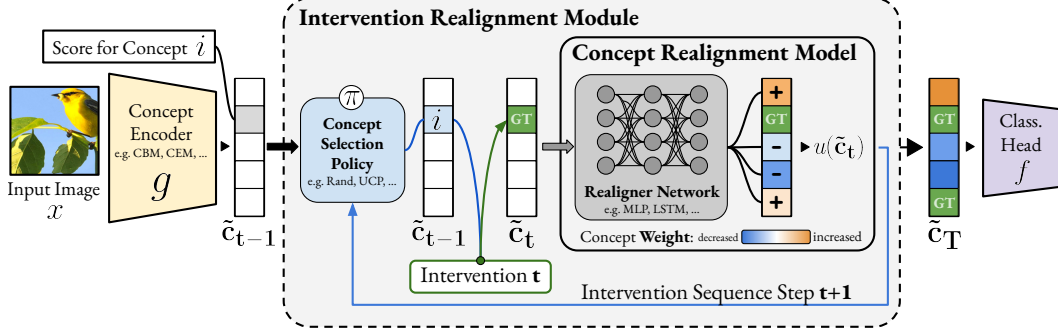 Intervention Realignment Module
Score for Concept i
Concept
Encoder
e.g. CBM, CEM, ...
g
Input Image
x
c̃ₜ₋₁
π
Concept
Selection
Policy
e.g. Rand, UCP, ...
i
c̃ₜ₋₁
GT
c̃ₜ
Intervention t
Concept Realignment Model
Realigner Network
e.g. MLP, LSTM, ...
+
GT
-
-
+
u(c̃ₜ)
Concept Weight: decreased increased
Intervention Sequence Step t+1
GT
GT
c̃_T
Class.
Head
f